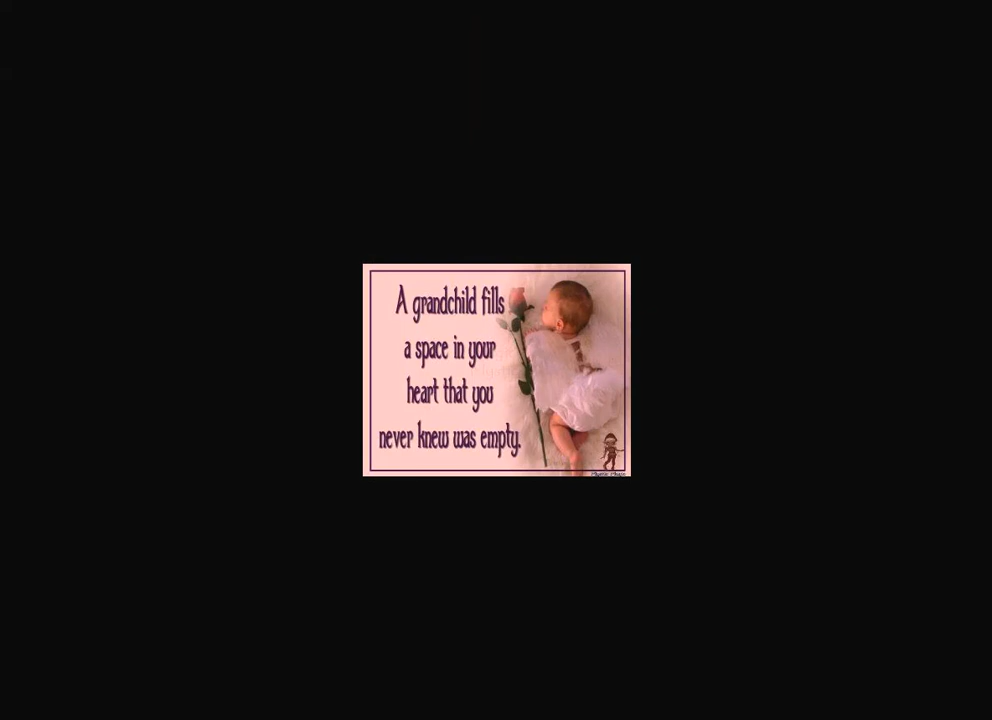 A grandchild fills
a space in your
heart that you
never knew was empty.